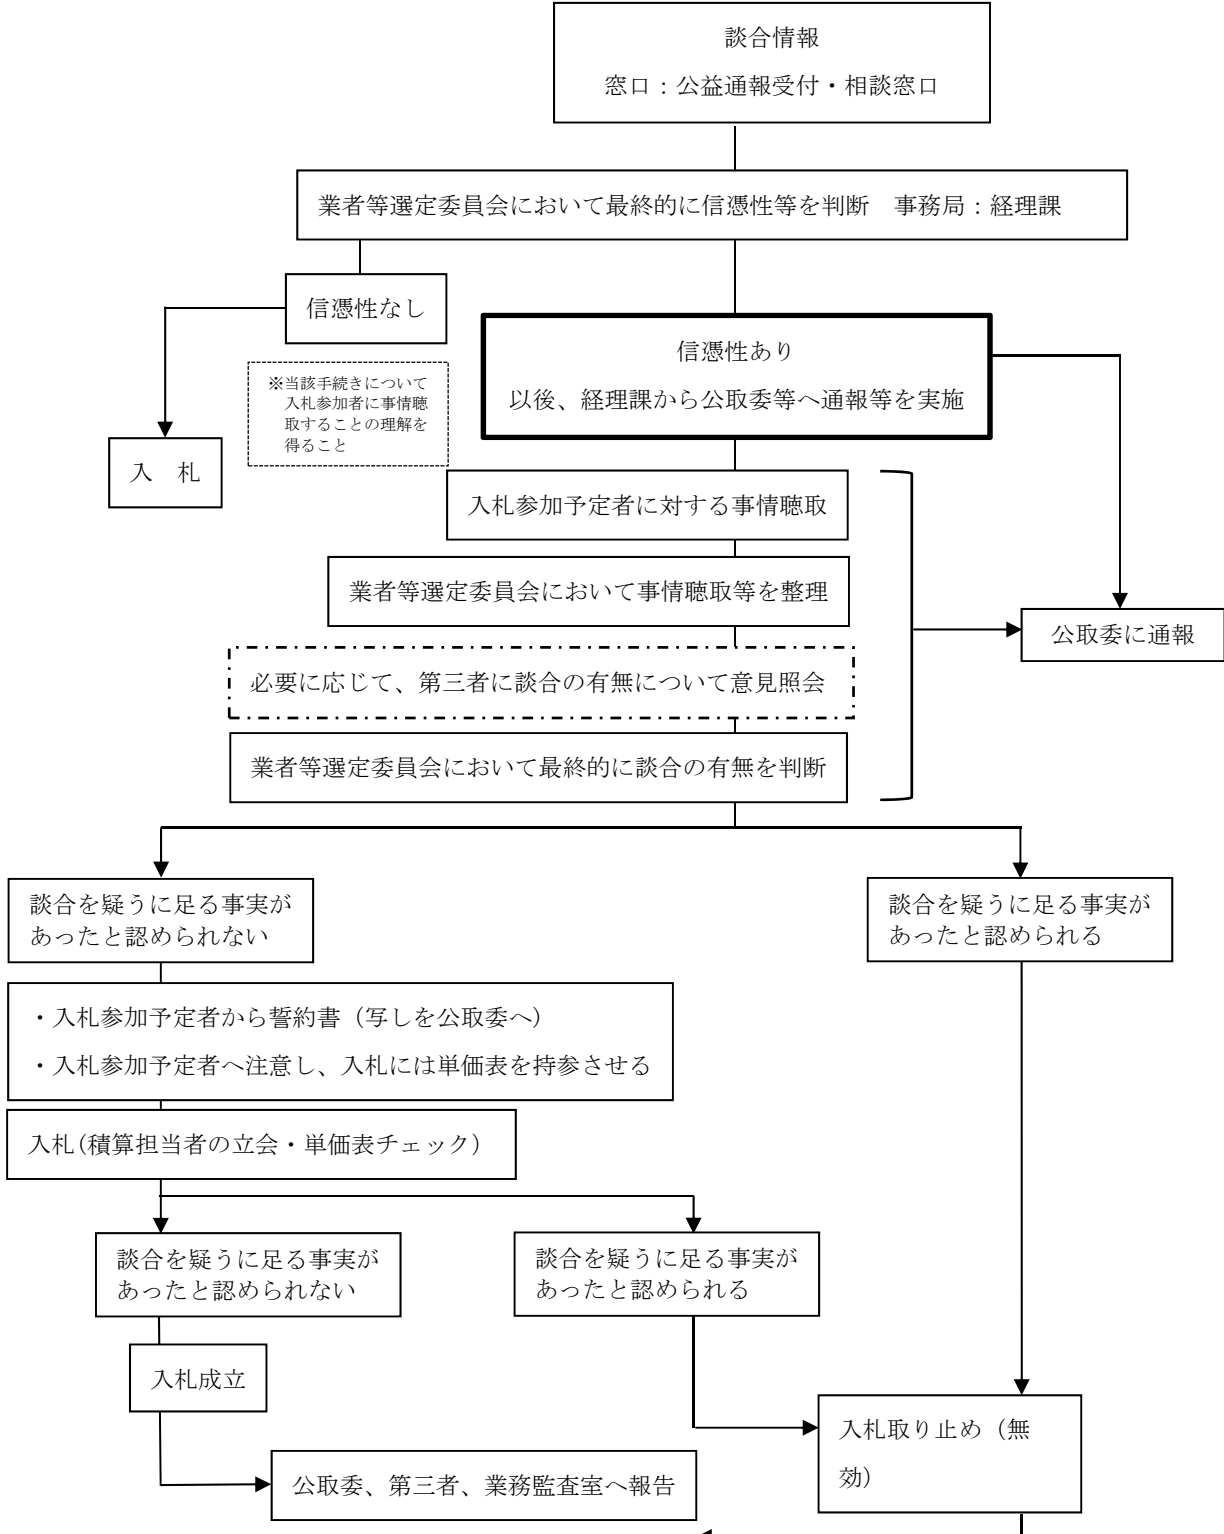 談合情報
窓口：公益通報受付・相談窓口
業者等選定委員会において最終的に信憑性等を判断　事務局：経理課
信憑性なし
信憑性あり
以後、経理課から公取委等へ通報等を実施
※当該手続きについて
入札参加者に事情聴
取することの理解を
得ること
入　札
入札参加予定者に対する事情聴取
業者等選定委員会において事情聴取等を整理
公取委に通報
必要に応じて、第三者に談合の有無について意見照会
業者等選定委員会において最終的に談合の有無を判断
談合を疑うに足る事実が
あったと認められない
談合を疑うに足る事実が
あったと認められる
・入札参加予定者から誓約書（写しを公取委へ）
・入札参加予定者へ注意し、入札には単価表を持参させる
入札(積算担当者の立会・単価表チェック）
談合を疑うに足る事実が
あったと認められない
談合を疑うに足る事実が
あったと認められる
入札成立
入札取り止め（無
効）
公取委、第三者、業務監査室へ報告